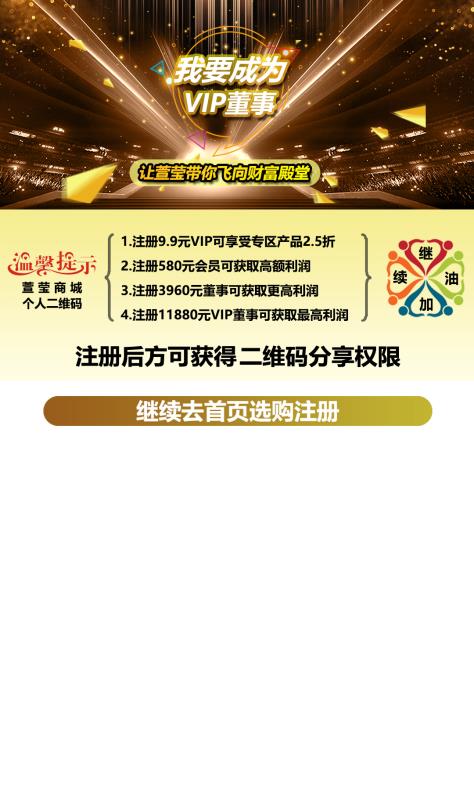 我要成为
VIP董事
让萱莹带你飞向财富殿堂
温馨提示
萱莹商城
个人二维码
1.注册9.9元VIP可享受专区产品2.5折
2.注册580元会员可获取高额利润
3.注册3960元董事可获取更高利润
4.注册11880元VIP董事可获取最高利润
继
续
加
油
注册后方可获得二维码分享权限
继续去首页选购注册